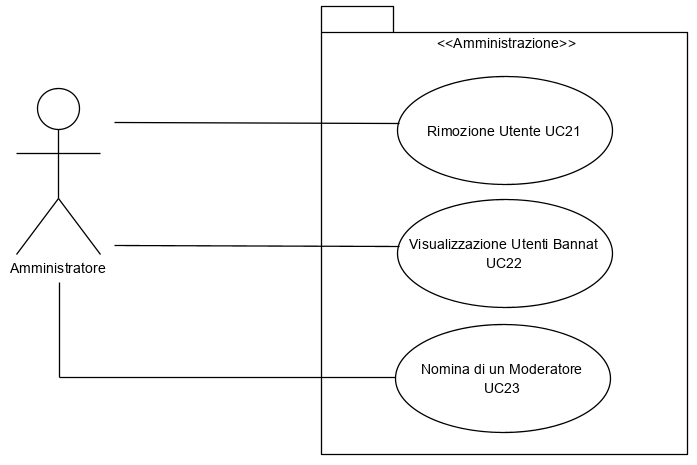 <<Amministrazione>>
Rimozione Utente UC21
Visualizzazione Utenti Bannat
UC22
Amministratore
Nomina di un Moderatore
UC23